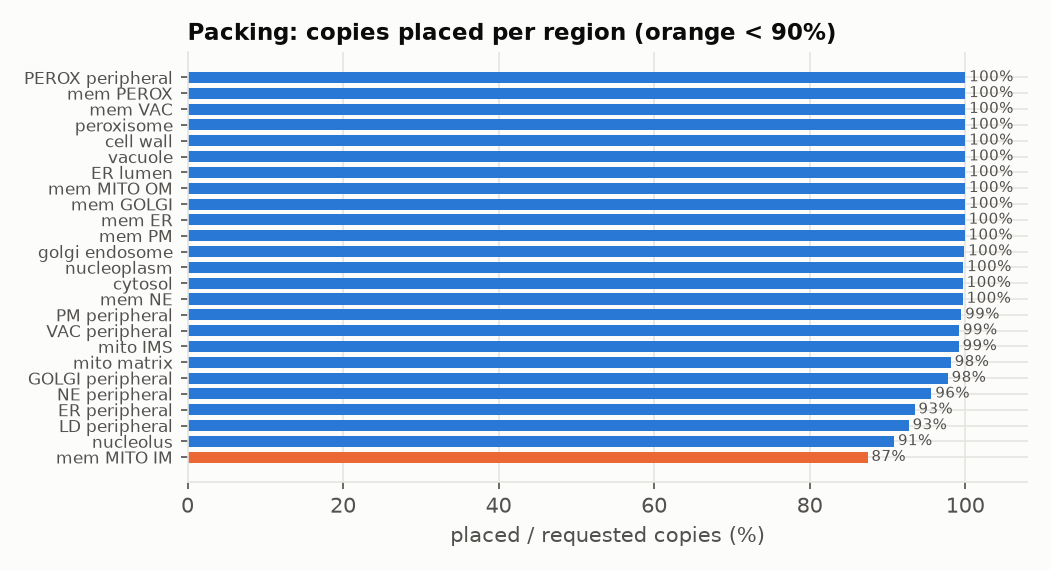 Packing: copies placed per region (orange < 90%)
PEROX peripheral 100%
mem PEROX 100%
mem VAC 100%
peroxisome 100%
cell wall 100%
vacuole 100%
ER lumen 100%
mem MITO OM 100%
mem GOLGI 100%
mem ER 100%
mem PM 100%
golgi endosome 100%
nucleoplasm 100%
cytosol 100%
mem NE 100%
PM peripheral 99%
VAC peripheral 99%
mito IMS 99%
mito matrix 98%
GOLGI peripheral 98%
NE peripheral 96%
ER peripheral 93%
LD peripheral 93%
nucleolus 91%
mem MITO IM 87%
0 20 40 60 80 100
placed / requested copies (%)